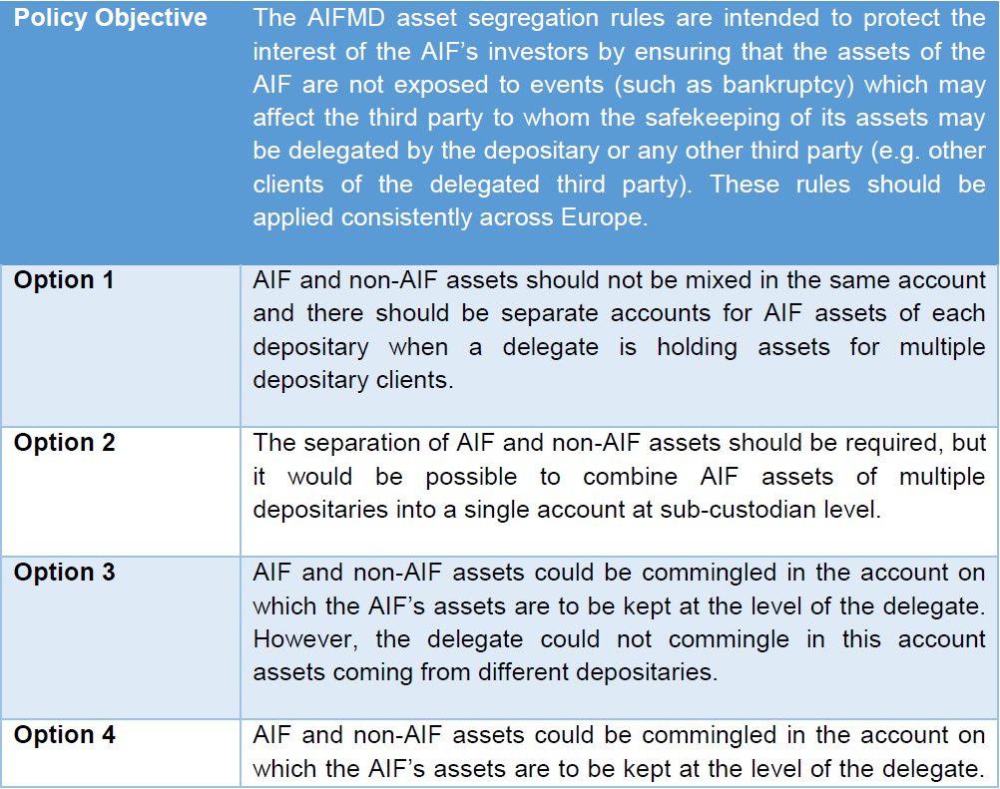 Policy Objective
The AIFMD asset segregation rules are intended to protect the
interest of the AIF's investors by ensuring that the assets of the
AIF are not exposed to events (such as bankruptcy) which may
affect the third party to whom the safekeeping of its assets may
be delegated by the depositary or any other third party (e.g. other
clients of the delegated third party). These rules should be
applied consistently across Europe.
Option 1
AIF and non-AIF assets should not be mixed in the same account
and there should be separate accounts for AIF assets of each
depositary when a delegate is holding assets for multiple
depositary clients.
Option 2
The separation of AIF and non-AIF assets should be required, but
it would be possible to combine AIF assets of multiple
depositaries into a single account at sub-custodian level.
Option 3
AIF and non-AIF assets could be commingled in the account on
which the AIF's assets are to be kept at the level of the delegate.
However, the delegate could not commingle in this account
assets coming from different depositaries.
Option 4
AIF and non-AIF assets could be commingled in the account on
which the AIF's assets are to be kept at the level of the delegate.